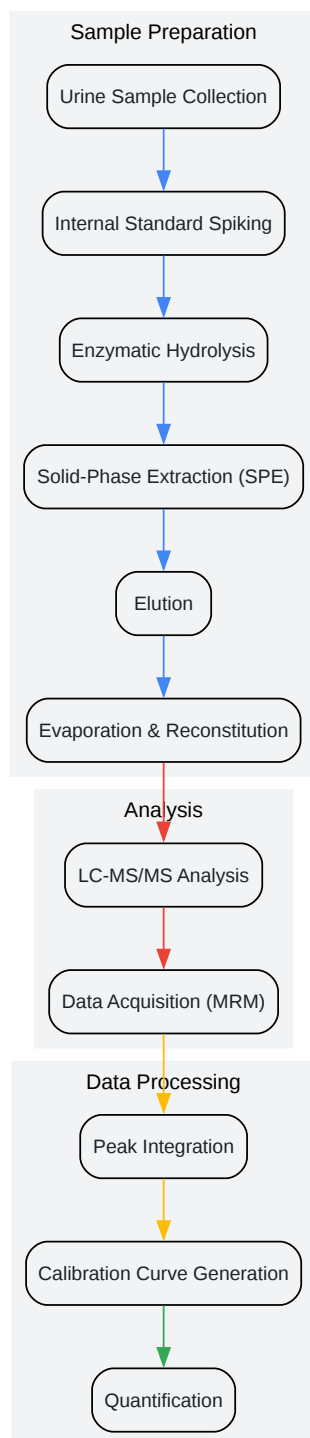 Sample Preparation
Urine Sample Collection
Internal Standard Spiking
Enzymatic Hydrolysis
Solid-Phase Extraction (SPE)
Elution
Evaporation & Reconstitution
Analysis
LC-MS/MS Analysis
Data Acquisition (MRM)
Data Processing
Peak Integration
Calibration Curve Generation
Quantification